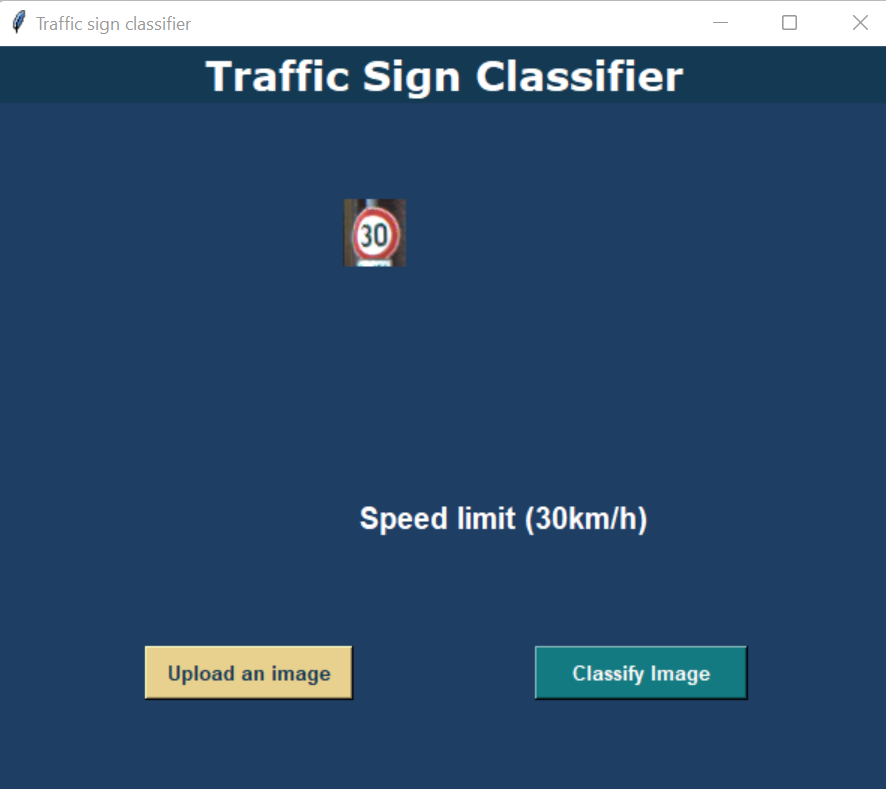 Traffic sign classifier
Traffic Sign Classifier
30
Speed limit (30km/h)
Upload an image
Classify Image